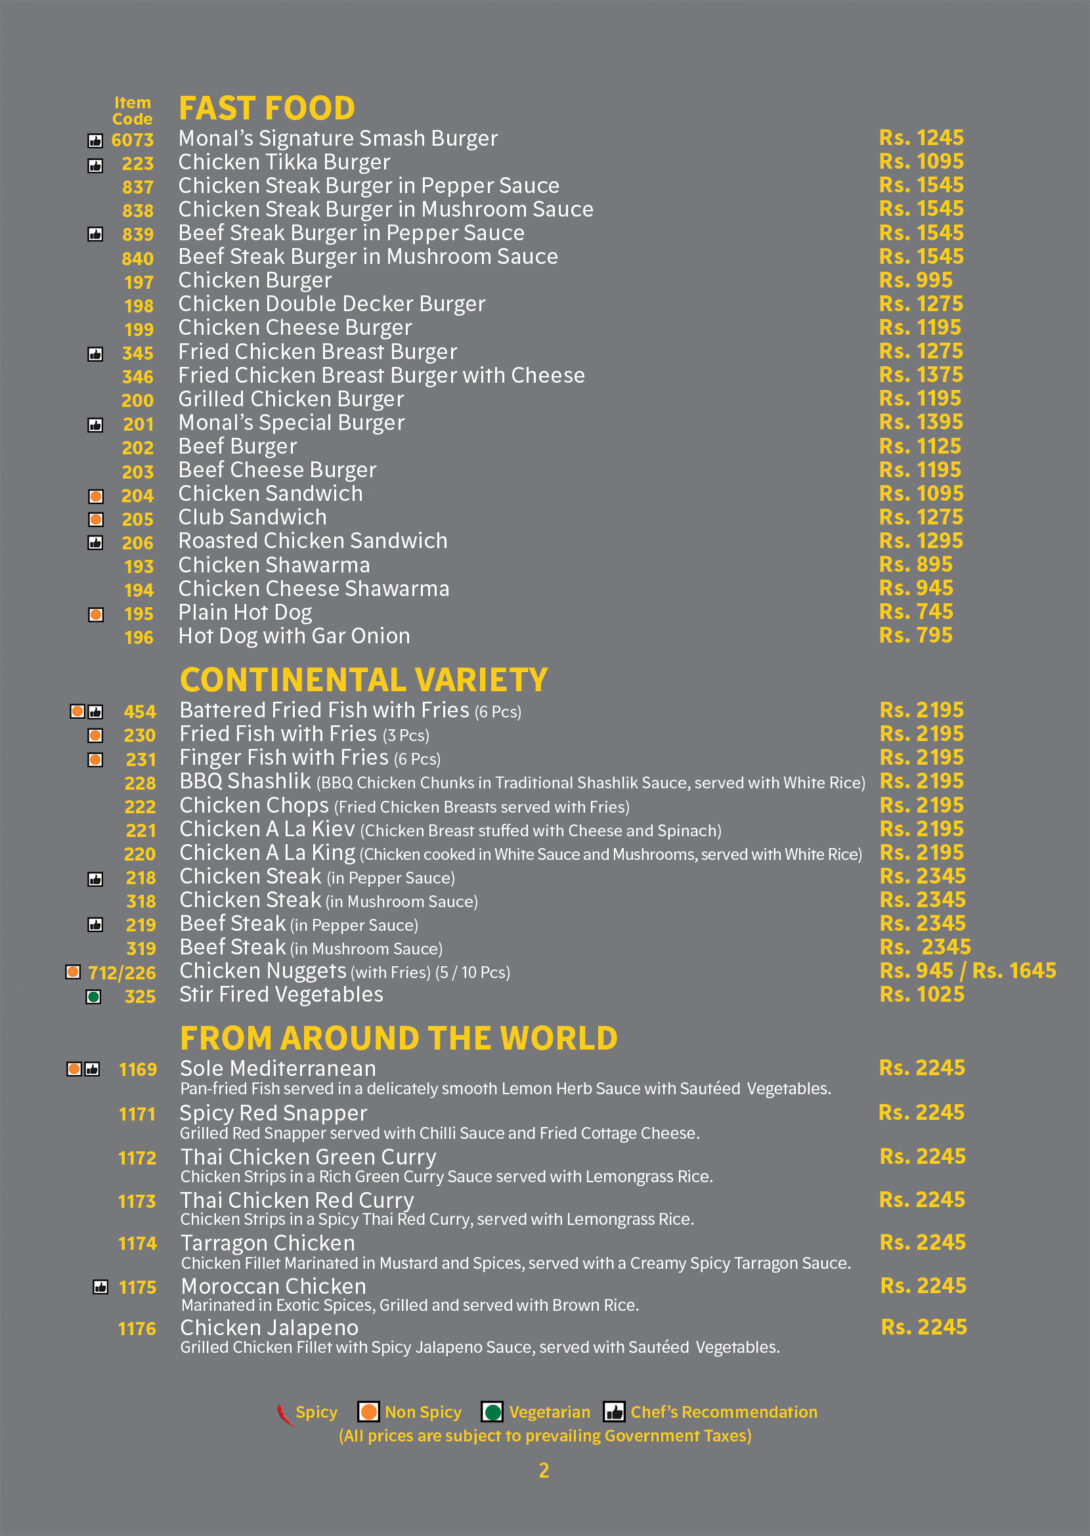 Item
Code
FAST FOOD
6073 Monal’s Signature Smash Burger Rs. 1245
223 Chicken Tikka Burger Rs. 1095
837 Chicken Steak Burger in Pepper Sauce Rs. 1545
838 Chicken Steak Burger in Mushroom Sauce Rs. 1545
839 Beef Steak Burger in Pepper Sauce Rs. 1545
840 Beef Steak Burger in Mushroom Sauce Rs. 1545
197 Chicken Burger Rs. 995
198 Chicken Double Decker Burger Rs. 1275
199 Chicken Cheese Burger Rs. 1195
345 Fried Chicken Breast Burger Rs. 1275
346 Fried Chicken Breast Burger with Cheese Rs. 1375
200 Grilled Chicken Burger Rs. 1195
201 Monal’s Special Burger Rs. 1395
202 Beef Burger Rs. 1125
203 Beef Cheese Burger Rs. 1195
204 Chicken Sandwich Rs. 1095
205 Club Sandwich Rs. 1275
206 Roasted Chicken Sandwich Rs. 1295
193 Chicken Shawarma Rs. 895
194 Chicken Cheese Shawarma Rs. 945
195 Plain Hot Dog Rs. 745
196 Hot Dog with Gar Onion Rs. 795
CONTINENTAL VARIETY
454 Battered Fried Fish with Fries (6 Pcs) Rs. 2195
230 Fried Fish with Fries (3 Pcs) Rs. 2195
231 Finger Fish with Fries (6 Pcs) Rs. 2195
228 BBQ Shashlik (BBQ Chicken Chunks in Traditional Shashlik Sauce, served with White Rice) Rs. 2195
222 Chicken Chops (Fried Chicken Breasts served with Fries) Rs. 2195
221 Chicken A La Kiev (Chicken Breast stuffed with Cheese and Spinach) Rs. 2195
220 Chicken A La King (Chicken cooked in White Sauce and Mushrooms, served with White Rice) Rs. 2195
218 Chicken Steak (in Pepper Sauce) Rs. 2345
318 Chicken Steak (in Mushroom Sauce) Rs. 2345
219 Beef Steak (in Pepper Sauce) Rs. 2345
319 Beef Steak (in Mushroom Sauce) Rs. 2345
712/226 Chicken Nuggets (with Fries) (5 / 10 Pcs) Rs. 945 / Rs. 1645
325 Stir Fired Vegetables Rs. 1025
FROM AROUND THE WORLD
1169 Sole Mediterranean Rs. 2245
Pan-fried Fish served in a delicately smooth Lemon Herb Sauce with Sautéed Vegetables.
1171 Spicy Red Snapper Rs. 2245
Grilled Red Snapper served with Chilli Sauce and Fried Cottage Cheese.
1172 Thai Chicken Green Curry Rs. 2245
Chicken Strips in a Rich Green Curry Sauce served with Lemongrass Rice.
1173 Thai Chicken Red Curry Rs. 2245
Chicken Strips in a Spicy Thai Red Curry, served with Lemongrass Rice.
1174 Tarragon Chicken Rs. 2245
Chicken Fillet Marinated in Mustard and Spices, served with a Creamy Spicy Tarragon Sauce.
1175 Moroccan Chicken Rs. 2245
Marinated in Exotic Spices, Grilled and served with Brown Rice.
1176 Chicken Jalapeno Rs. 2245
Grilled Chicken Fillet with Spicy Jalapeno Sauce, served with Sautéed Vegetables.
Spicy Non Spicy Vegetarian Chef’s Recommendation
(All prices are subject to prevailing Government Taxes)
2